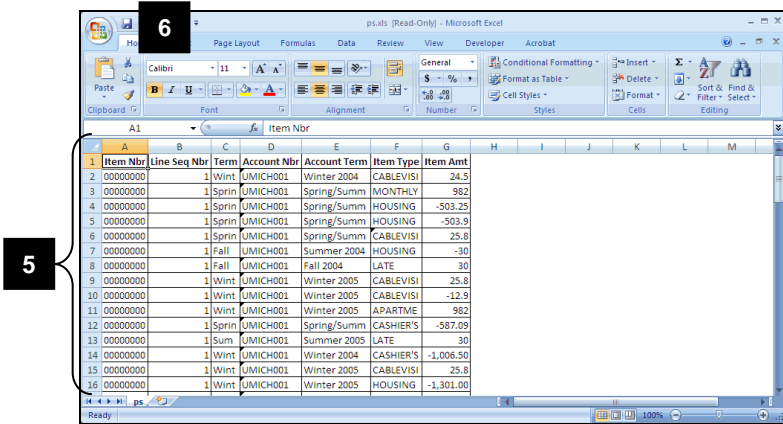 6
ps.xls [Read-Only] - Microsoft Excel
Page Layout Formulas Data Review View Developer Acrobat
Paste
Calibri 11 A A General Conditional Formatting Insert Σ
B I U A $ % , Format as Table Delete
.0 .00 .00 .0 Cell Styles Format Sort & Filter Find & Select
Clipboard Font Alignment Number Styles Cells Editing
A1 fx Item Nbr
A B C D E F G H I J K L M
1 Item Nbr Line Seq Nbr Term Account Nbr Account Term Item Type Item Amt
2 00000000 1 Wint UMICH001 Winter 2004 CABLEVISI 24.5
3 00000000 1 Sprin UMICH001 Spring/Summ MONTHLY 982
4 00000000 1 Sprin UMICH001 Spring/Summ HOUSING -503.25
5 00000000 1 Sprin UMICH001 Spring/Summ HOUSING -503.9
6 00000000 1 Sprin UMICH001 Spring/Summ CABLEVISI 25.8
7 00000000 1 Fall UMICH001 Summer 2004 HOUSING -30
8 00000000 1 Fall UMICH001 Fall 2004 LATE 30
9 00000000 1 Wint UMICH001 Winter 2005 CABLEVISI 25.8
10 00000000 1 Wint UMICH001 Winter 2005 CABLEVISI -12.9
11 00000000 1 Wint UMICH001 Winter 2005 APARTME 982
12 00000000 1 Sprin UMICH001 Spring/Summ CASHIER'S -587.09
13 00000000 1 Sum UMICH001 Summer 2005 LATE 30
14 00000000 1 Wint UMICH001 Winter 2004 CASHIER'S -1,006.50
15 00000000 1 Wint UMICH001 Winter 2005 CABLEVISI 25.8
16 00000000 1 Wint UMICH001 Winter 2005 HOUSING -1,301.00
5
ps
Ready 100%